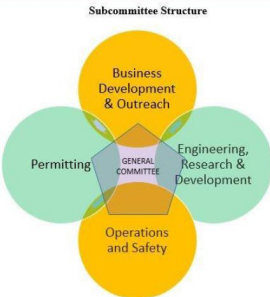 Subcommittee Structure
Business
Development
& Outreach
Permitting
GENERAL
COMMITTEE
Engineering,
Research &
Development
Operations
and Safety